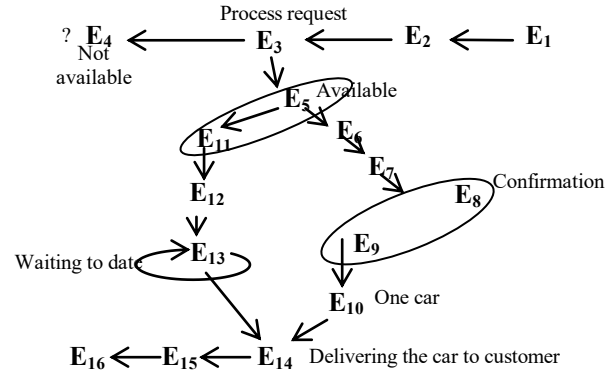 Process request
? E4 E3 E2 E1
Not
available
E5 Available
E11 E6
E7
E12 E8 Confirmation
Waiting to date E13 E9
E10 One car
E16 E15 E14 Delivering the car to customer